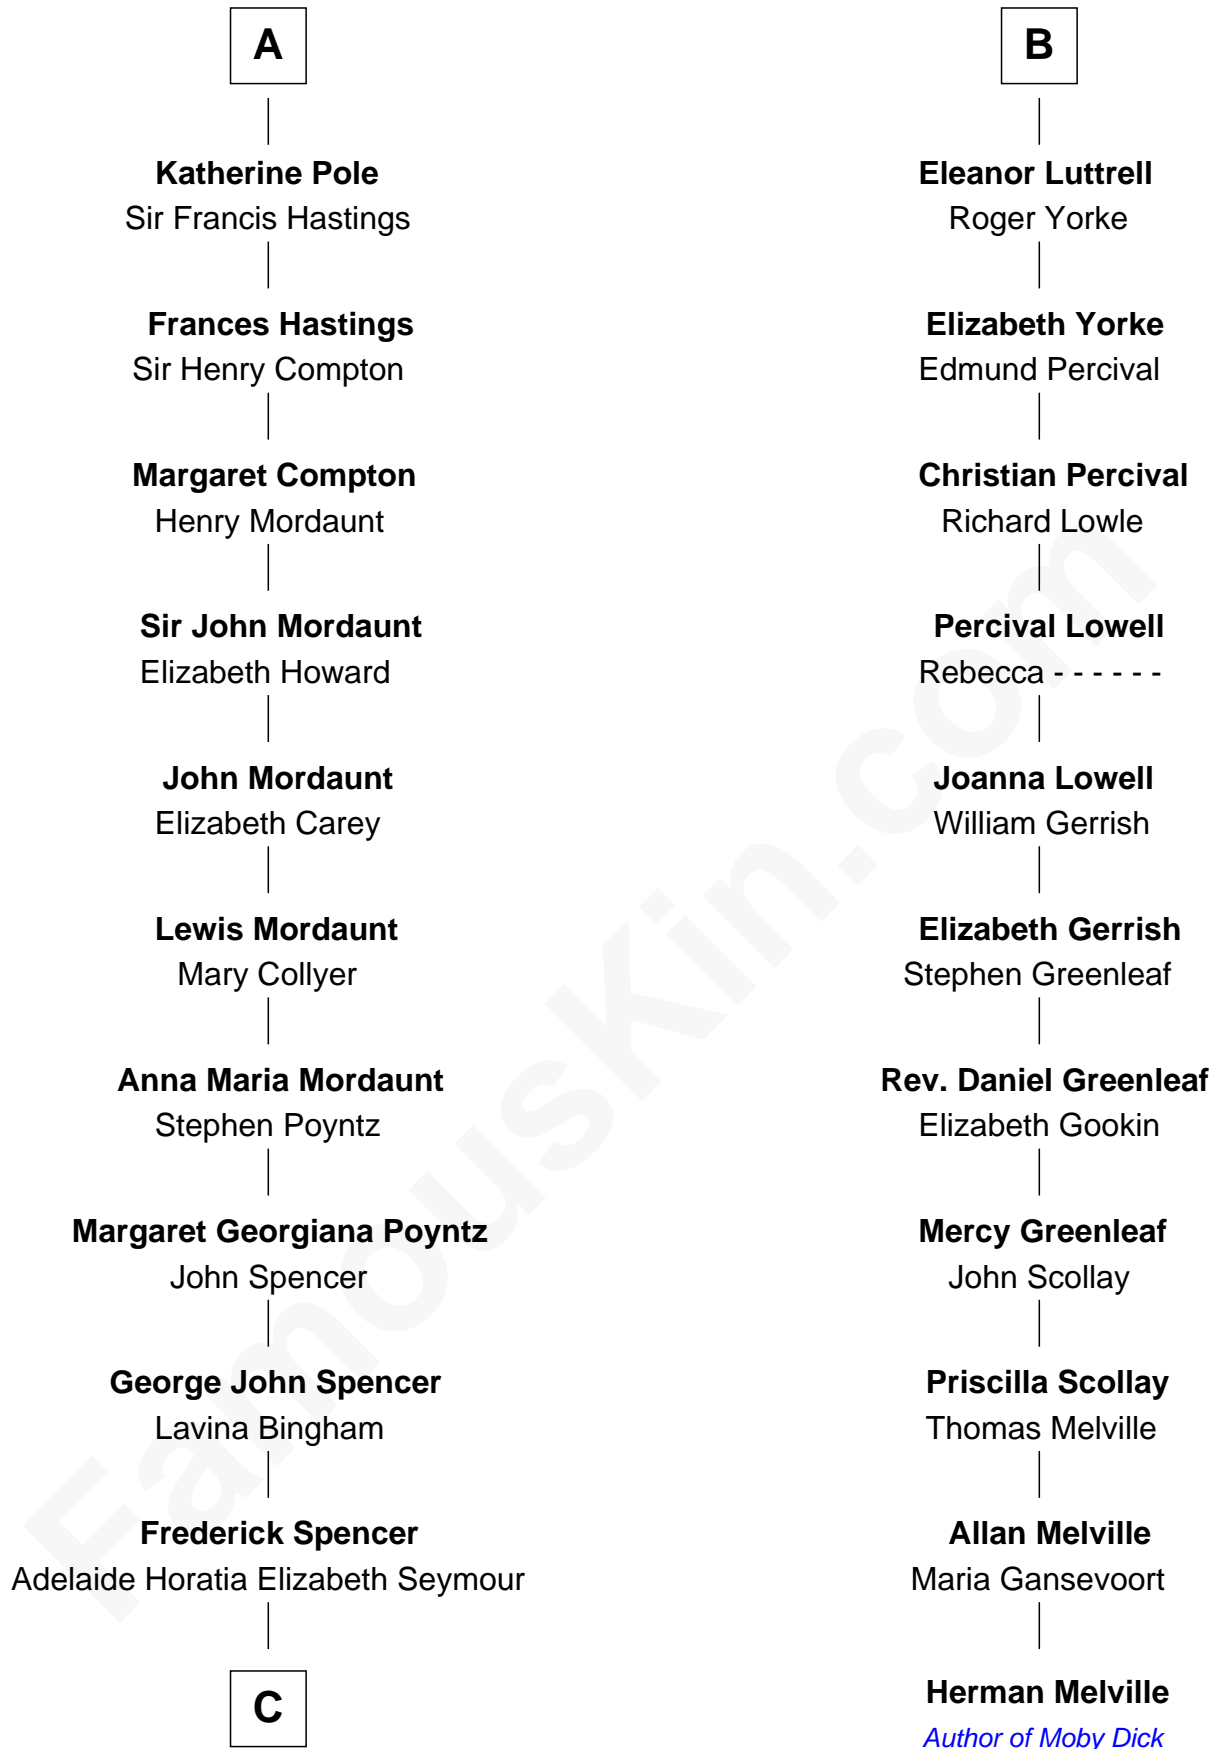 A
Katherine Pole
Sir Francis Hastings
Frances Hastings
Sir Henry Compton
Margaret Compton
Henry Mordaunt
Sir John Mordaunt
Elizabeth Howard
John Mordaunt
Elizabeth Carey
Lewis Mordaunt
Mary Collyer
Anna Maria Mordaunt
Stephen Poyntz
Margaret Georgiana Poyntz
John Spencer
George John Spencer
Lavina Bingham
Frederick Spencer
Adelaide Horatia Elizabeth Seymour
C
B
Eleanor Luttrell
Roger Yorke
Elizabeth Yorke
Edmund Percival
Christian Percival
Richard Lowle
Percival Lowell
Rebecca - - - - - -
Joanna Lowell
William Gerrish
Elizabeth Gerrish
Stephen Greenleaf
Rev. Daniel Greenleaf
Elizabeth Gookin
Mercy Greenleaf
John Scollay
Priscilla Scollay
Thomas Melville
Allan Melville
Maria Gansevoort
Herman Melville
Author of Moby Dick
FamousKin.com